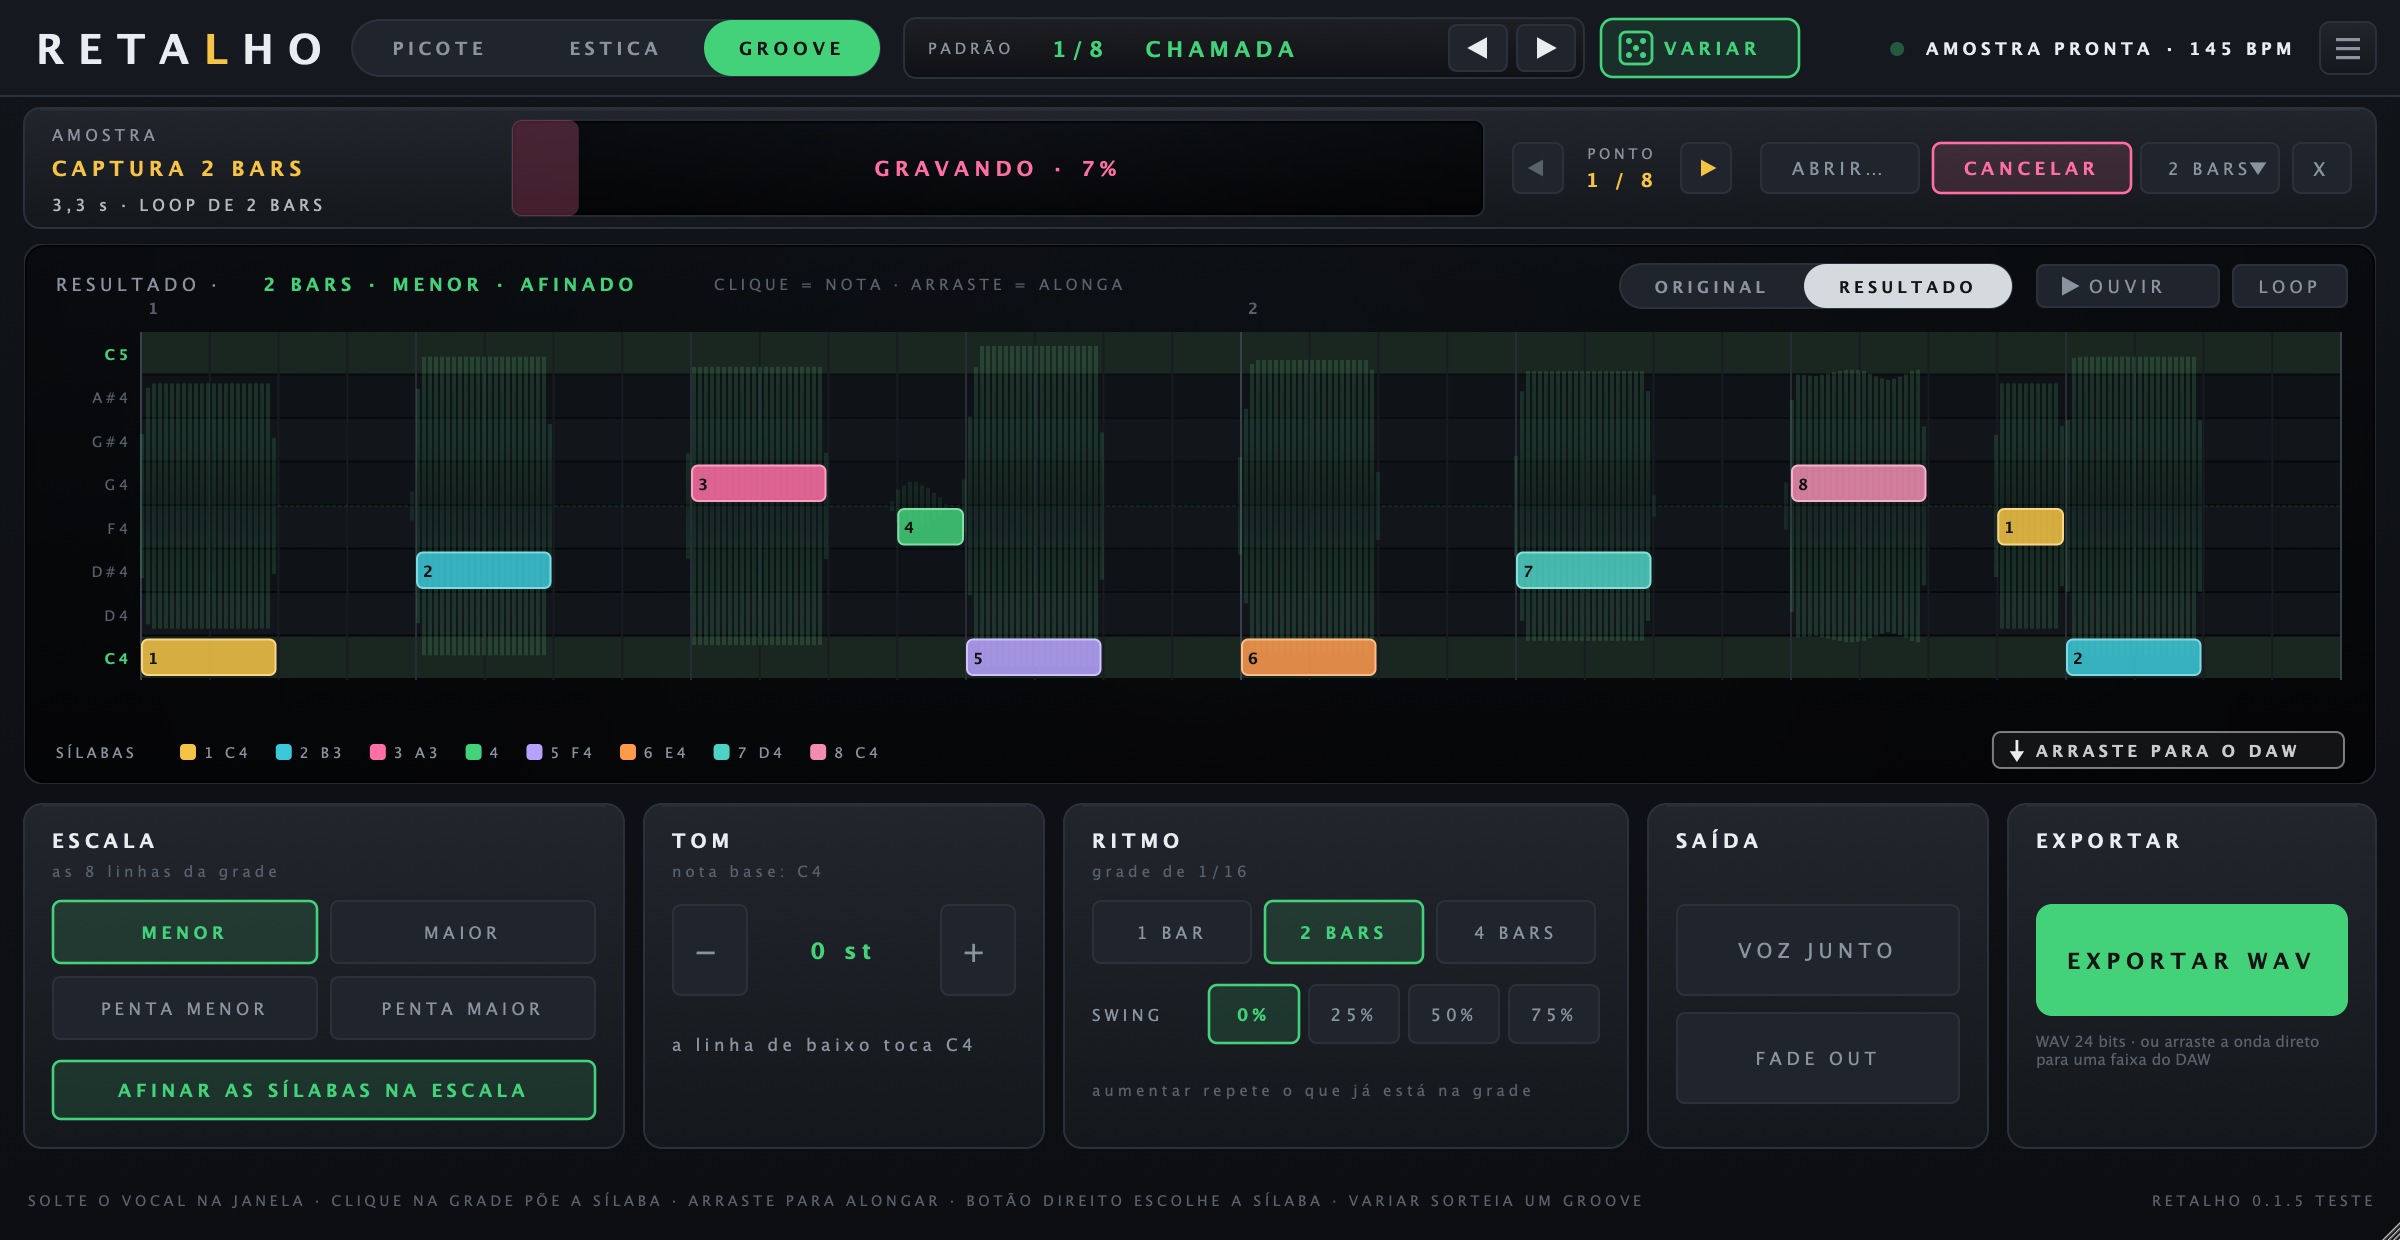 RETALHO
PICOTE ESTICA GROOVE
PADRÃO 1/8 CHAMADA
VARIAR
AMOSTRA PRONTA · 145 BPM
AMOSTRA
CAPTURA 2 BARS
3,3 s · LOOP DE 2 BARS
GRAVANDO · 7%
PONTO
1 / 8
ABRIR...
CANCELAR
2 BARS
X
RESULTADO · 2 BARS · MENOR · AFINADO
CLIQUE = NOTA · ARRASTE = ALONGA
ORIGINAL RESULTADO
OUVIR
LOOP
1 2
C5
A#4
G#4
G4 3 8
F4 4 1
D#4 2 7
D4
C4 1 5 6 2
SÍLABAS 1 C4 2 B3 3 A3 4 5 F4 6 E4 7 D4 8 C4
ARRASTE PARA O DAW
ESCALA
as 8 linhas da grade
MENOR MAIOR
PENTA MENOR PENTA MAIOR
AFINAR AS SÍLABAS NA ESCALA
TOM
nota base: C4
− 0 st +
a linha de baixo toca C4
RITMO
grade de 1/16
1 BAR 2 BARS 4 BARS
SWING 0% 25% 50% 75%
aumentar repete o que já está na grade
SAÍDA
VOZ JUNTO
FADE OUT
EXPORTAR
EXPORTAR WAV
WAV 24 bits · ou arraste a onda direto
para uma faixa do DAW
SOLTE O VOCAL NA JANELA · CLIQUE NA GRADE PÕE A SÍLABA · ARRASTE PARA ALONGAR · BOTÃO DIREITO ESCOLHE A SÍLABA · VARIAR SORTEIA UM GROOVE
RETALHO 0.1.5 TESTE